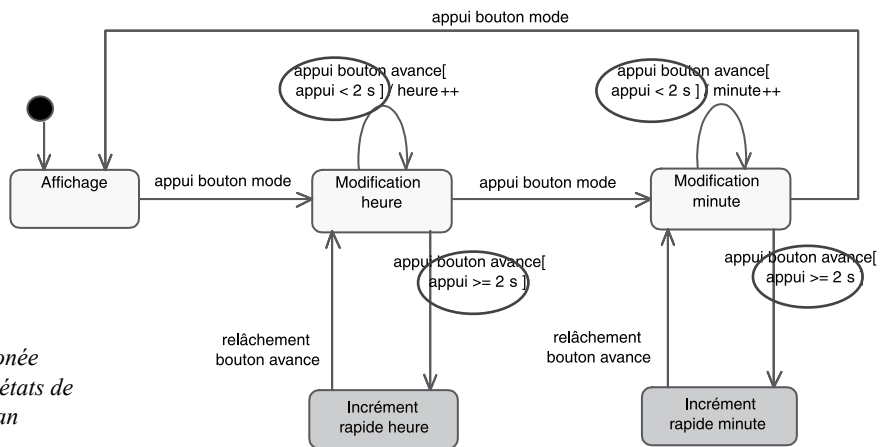 appui bouton mode
appui bouton avance[
appui < 2 s ] / heure++
appui bouton avance[
appui < 2 s ] / minute++
Affichage
appui bouton mode
Modification
heure
appui bouton mode
Modification
minute
appui bouton avance[
appui >= 2 s ]
appui bouton avance[
appui >= 2 s ]
relâchement
bouton avance
relâchement
bouton avance
onée
états de
an
Incrément
rapide heure
Incrément
rapide minute